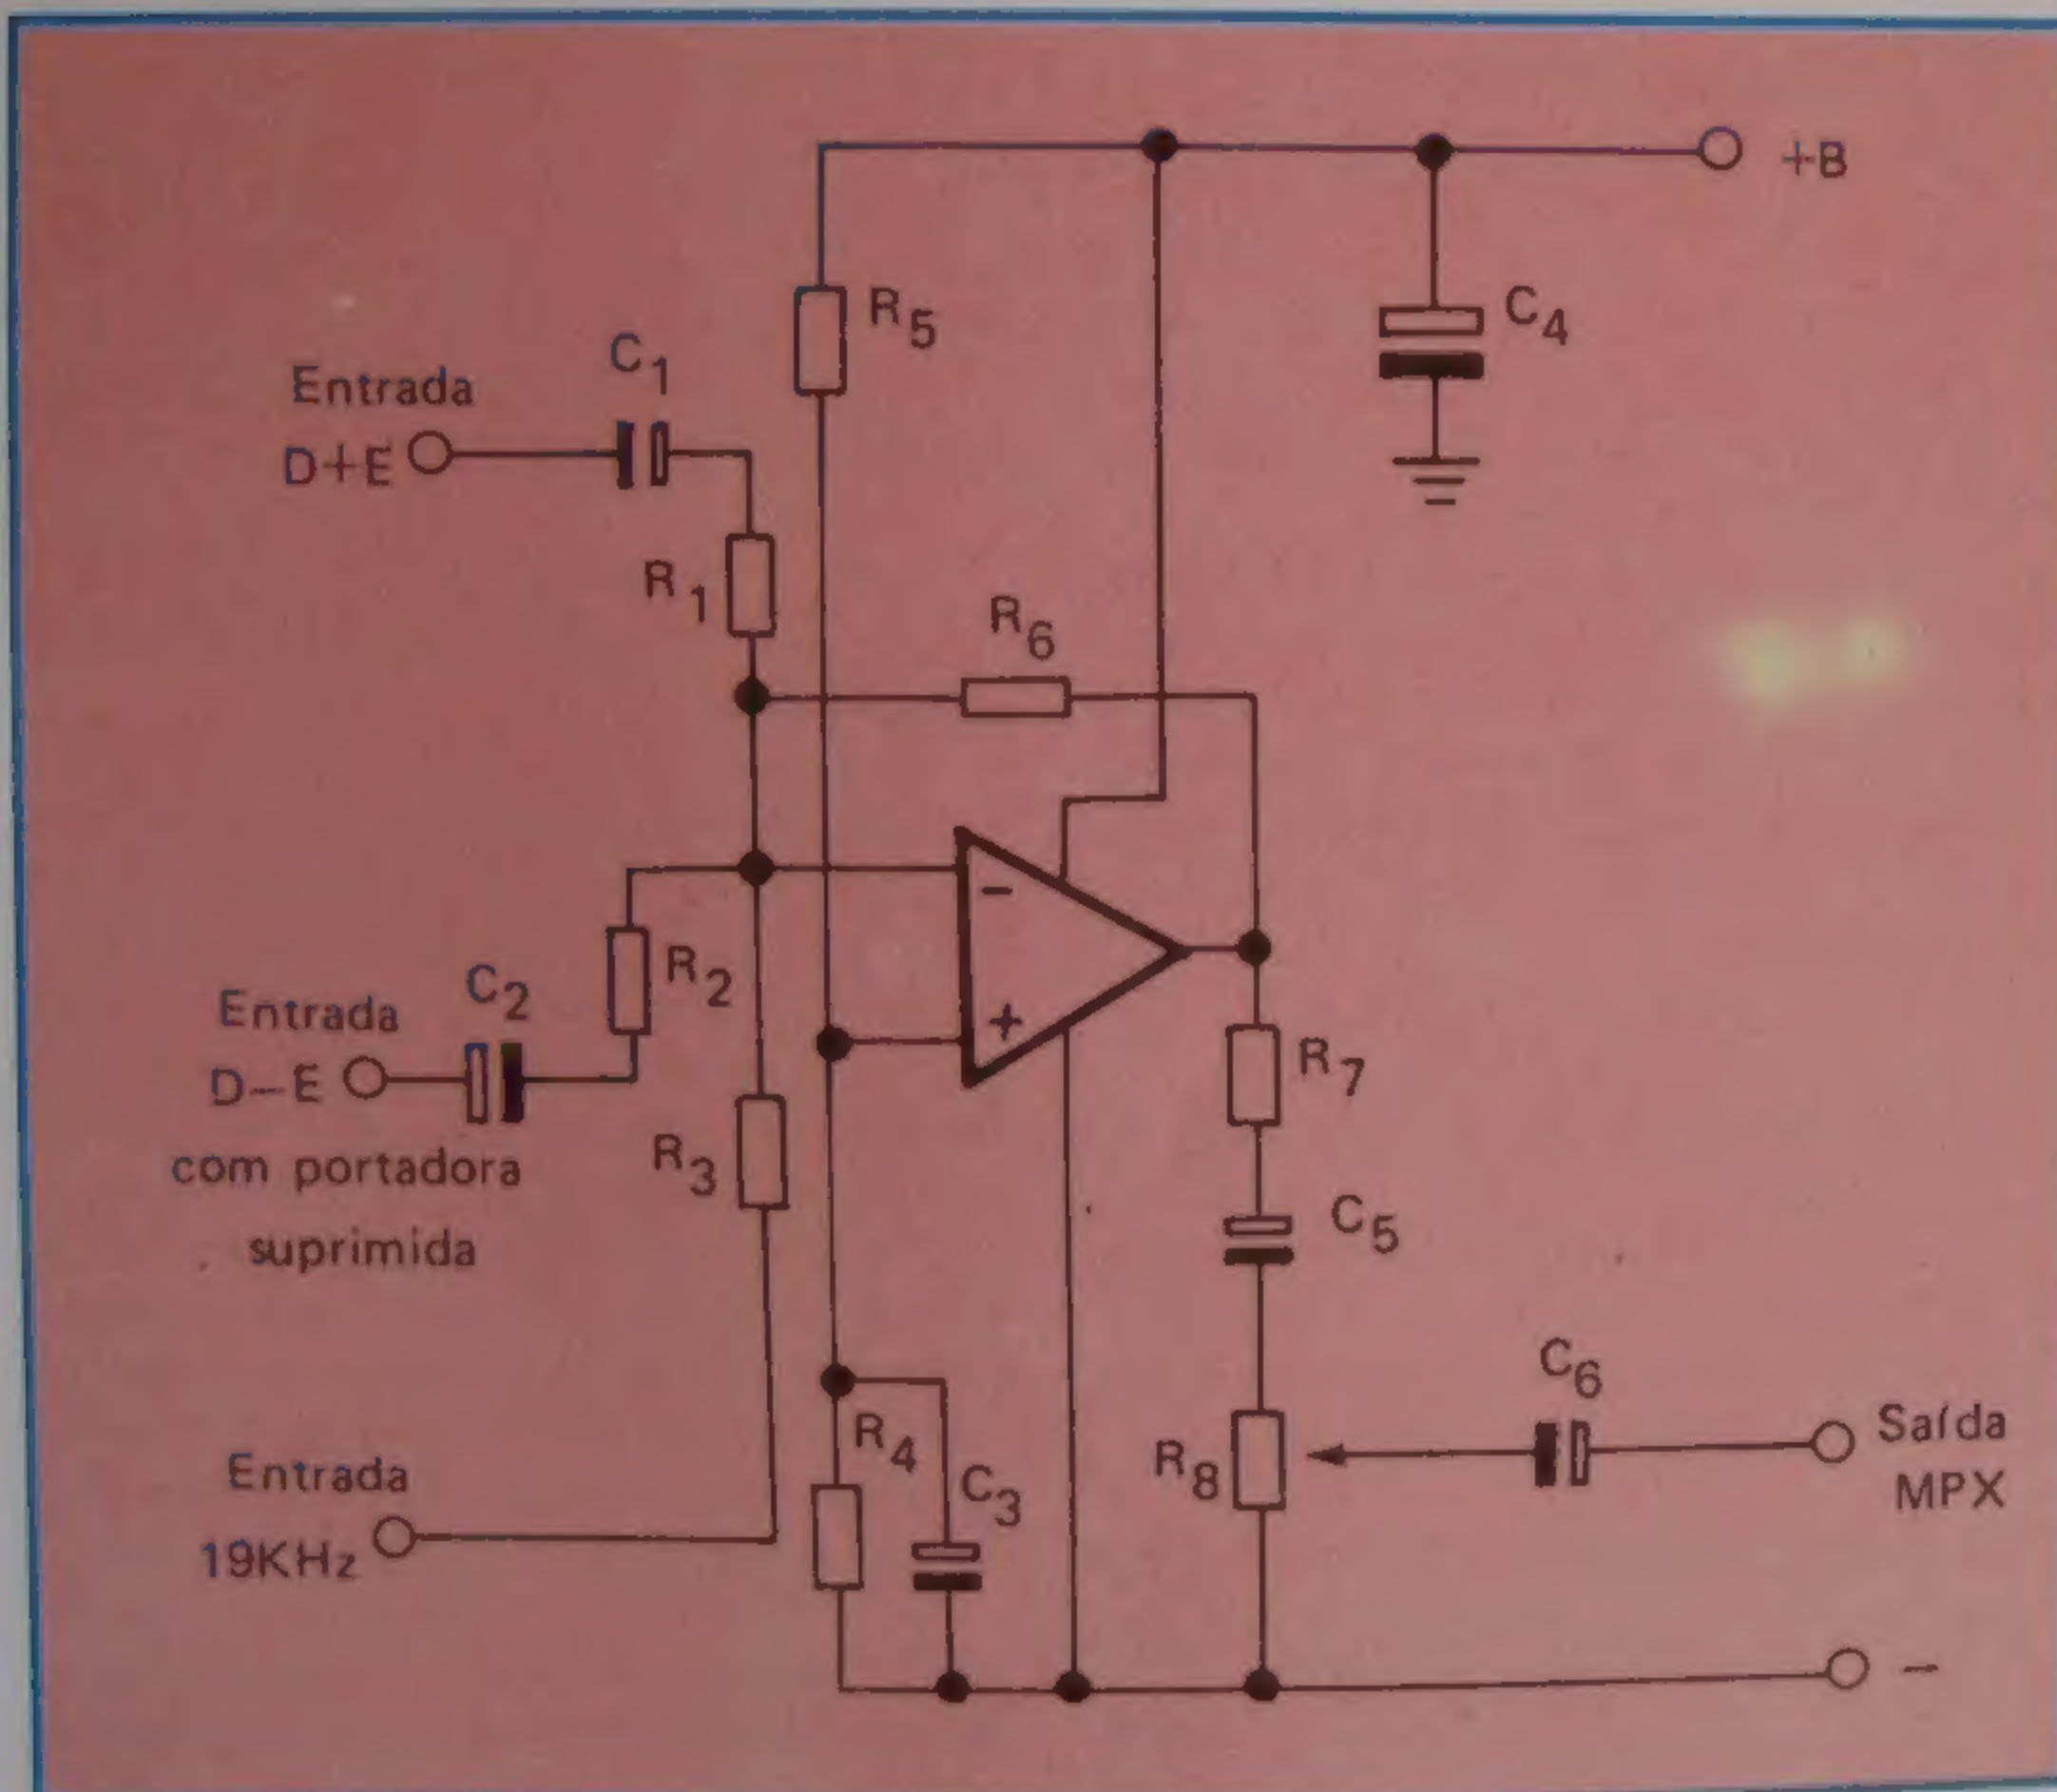 +B
R5
C4
C1
Entrada
D+E
R1
R6
−
R2
C2
Entrada
D−E
+
R7
R3
com portadora
suprimida
C5
C6
R4
Saída
R8
Entrada
C3
MPX
19KHz
−